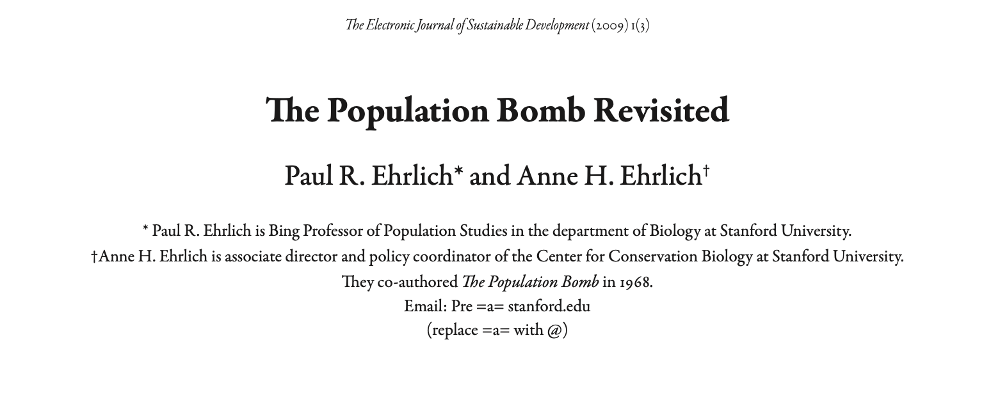 The Electronic Journal of Sustainable Development (2009) 1(3)
The Population Bomb Revisited
Paul R. Ehrlich* and Anne H. Ehrlich†
* Paul R. Ehrlich is Bing Professor of Population Studies in the department of Biology at Stanford University.
†Anne H. Ehrlich is associate director and policy coordinator of the Center for Conservation Biology at Stanford University.
They co-authored The Population Bomb in 1968.
Email: Pre =a= stanford.edu
(replace =a= with @)